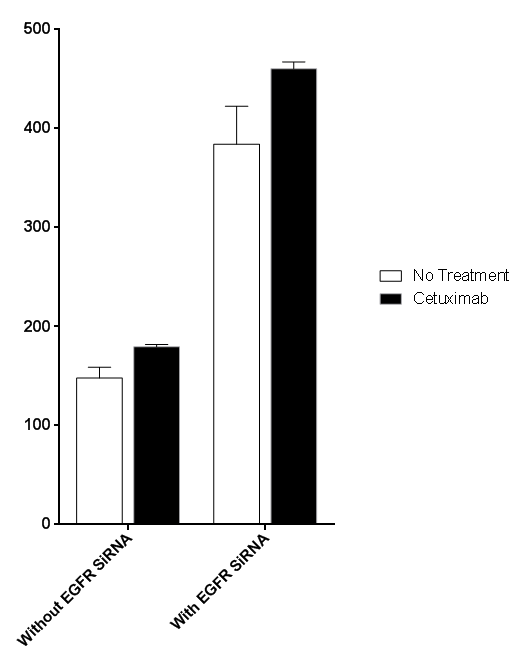 500
400
300
200
100
0
Without EGFR SiRNA
With EGFR SiRNA
No Treatment
Cetuximab